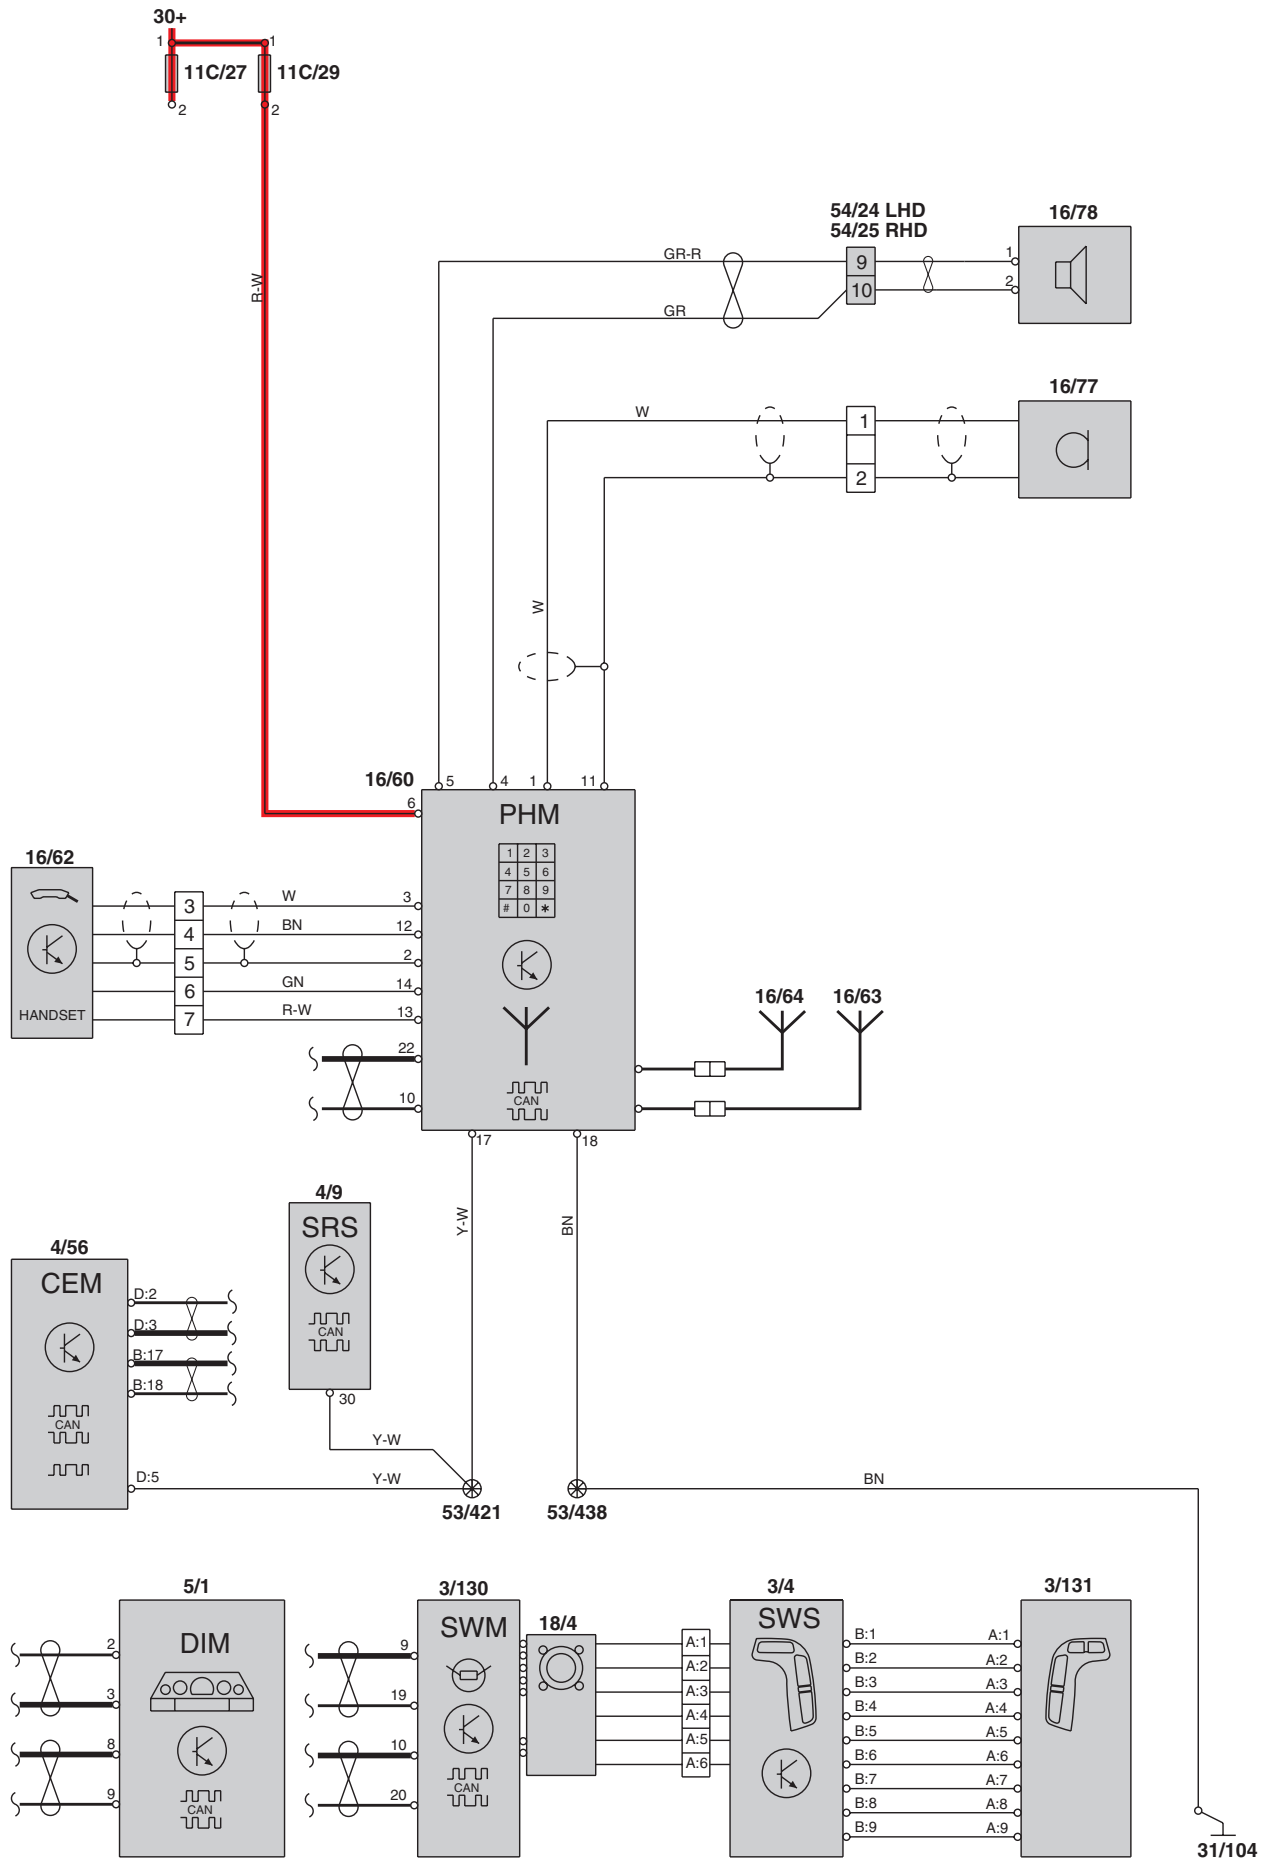 30+
1
1
11C/27
11C/29
2
2
R-W
54/24 LHD
54/25 RHD
16/78
GR-R
9
1
10
2
GR
16/77
W
1
2
W
16/60
5
4
1
11
6
PHM
1 2 3
4 5 6
7 8 9
# 0 *
16/62
3
W
3
4
BN
12
5
2
6
GN
14
HANDSET
7
R-W
13
16/64
16/63
22
10
CAN
17
18
4/9
SRS
Y-W
BN
CAN
30
4/56
CEM
D:2
D:3
B:17
B:18
CAN
Y-W
D:5
Y-W
BN
53/421
53/438
5/1
DIM
2
3
8
9
CAN
3/130
SWM
9
19
10
20
CAN
18/4
A:1
A:2
A:3
A:4
A:5
A:6
3/4
SWS
3/131
B:1
A:1
B:2
A:2
B:3
A:3
B:4
A:4
B:5
A:5
B:6
A:6
B:7
A:7
B:8
A:8
B:9
A:9
31/104